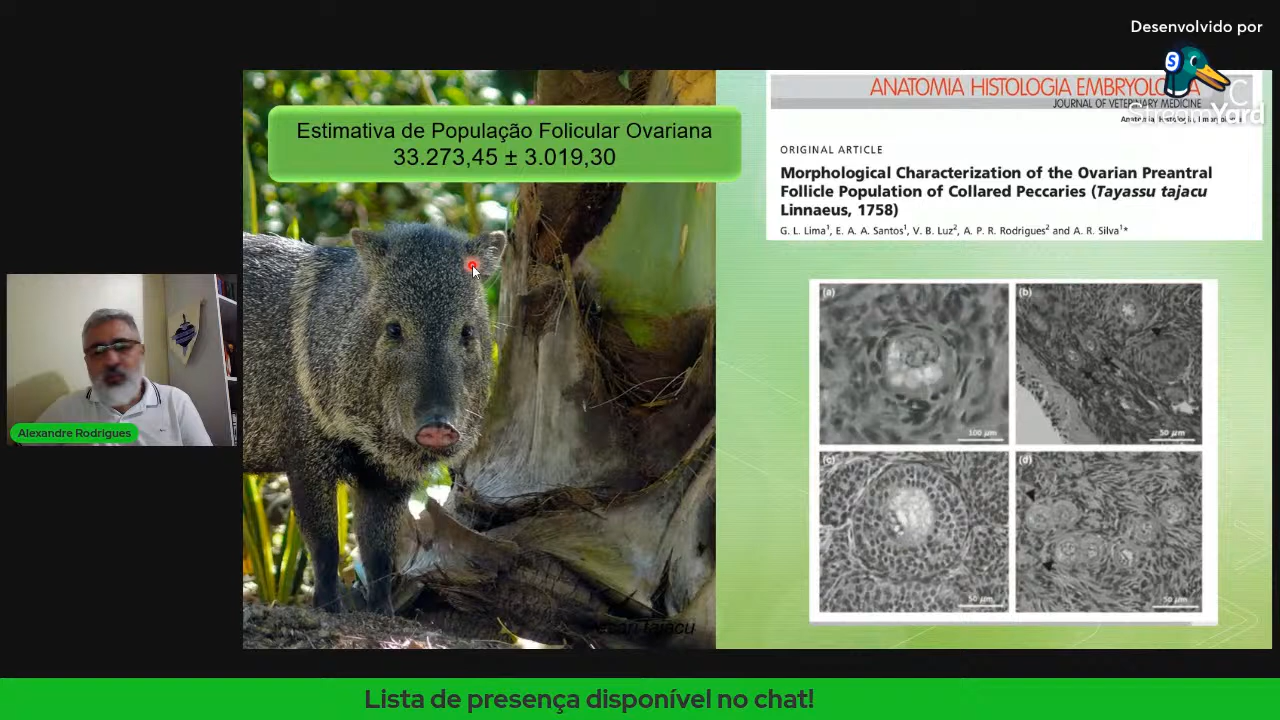 Desenvolvido por
S
StreamYard
Estimativa de População Folicular Ovariana
33.273,45 ± 3.019,30
ANATOMIA HISTOLOGIA EMBRYOLOGIA
JOURNAL OF VETERINARY MEDICINE
ORIGINAL ARTICLE
Morphological Characterization of the Ovarian Preantral
Follicle Population of Collared Peccaries (Tayassu tajacu
Linnaeus, 1758)
G. L. Lima¹, E. A. A. Santos¹, V. B. Luz², A. P. R. Rodrigues² and A. R. Silva¹*
(a)
100 µm
(b)
50 µm
(c)
50 µm
(d)
50 µm
tajacu
Alexandre Rodrigues
Lista de presença disponível no chat!